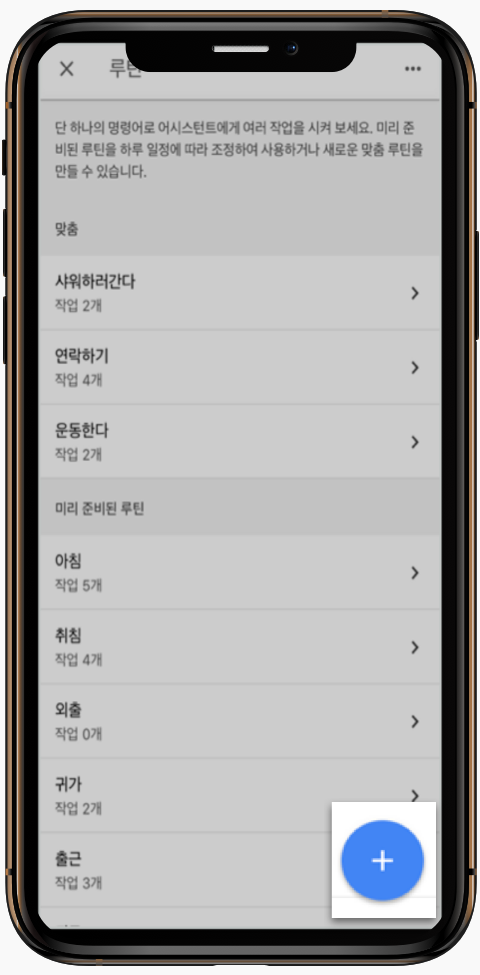 루틴
단 하나의 명령어로 어시스턴트에게 여러 작업을 시켜 보세요. 미리 준
비된 루틴을 하루 일정에 따라 조정하여 사용하거나 새로운 맞춤 루틴을
만들 수 있습니다.
맞춤
샤워하러간다
작업 2개
연락하기
작업 4개
운동한다
작업 2개
미리 준비된 루틴
아침
작업 5개
취침
작업 4개
외출
작업 0개
귀가
작업 2개
출근
작업 3개